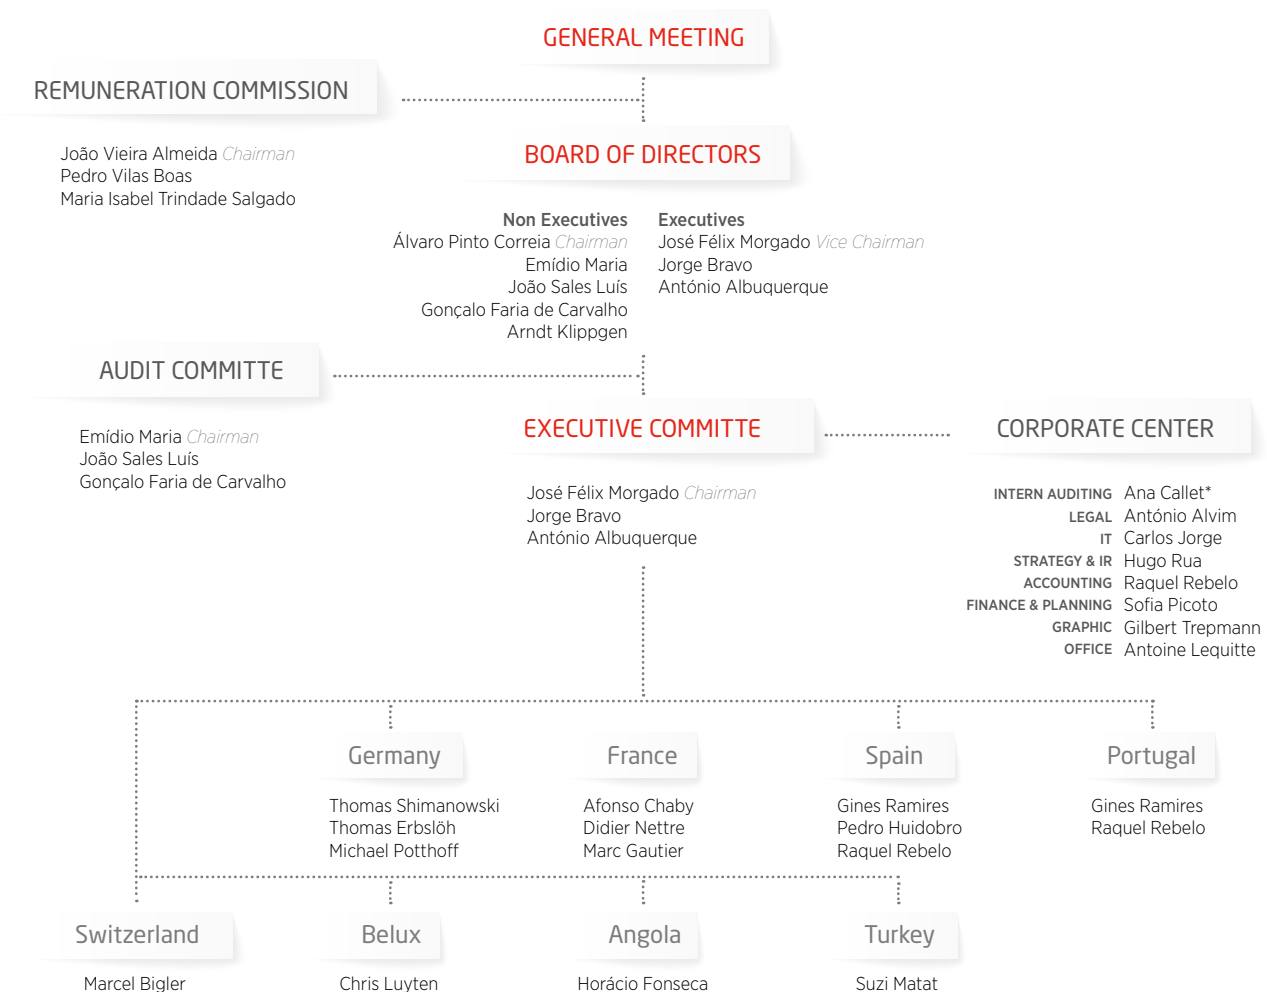 GENERAL MEETING
REMUNERATION COMMISSION
João Vieira Almeida Chairman
Pedro Vilas Boas
Maria Isabel Trindade Salgado
BOARD OF DIRECTORS
Non Executives
Álvaro Pinto Correia Chairman
Emídio Maria
João Sales Luís
Gonçalo Faria de Carvalho
Arndt Klippgen
Executives
José Félix Morgado Vice Chairman
Jorge Bravo
António Albuquerque
AUDIT COMMITTE
Emídio Maria Chairman
João Sales Luís
Gonçalo Faria de Carvalho
EXECUTIVE COMMITTE
José Félix Morgado Chairman
Jorge Bravo
António Albuquerque
CORPORATE CENTER
INTERN AUDITING Ana Callet*
LEGAL António Alvim
IT Carlos Jorge
STRATEGY & IR Hugo Rua
ACCOUNTING Raquel Rebelo
FINANCE & PLANNING Sofia Picoto
GRAPHIC Gilbert Trepmann
OFFICE Antoine Lequitte
Germany
Thomas Shimanowski
Thomas Erbslöh
Michael Potthoff
France
Afonso Chaby
Didier Nettre
Marc Gautier
Spain
Gines Ramires
Pedro Huidobro
Raquel Rebelo
Portugal
Gines Ramires
Raquel Rebelo
Switzerland
Marcel Bigler
Belux
Chris Luyten
Angola
Horácio Fonseca
Turkey
Suzi Matat